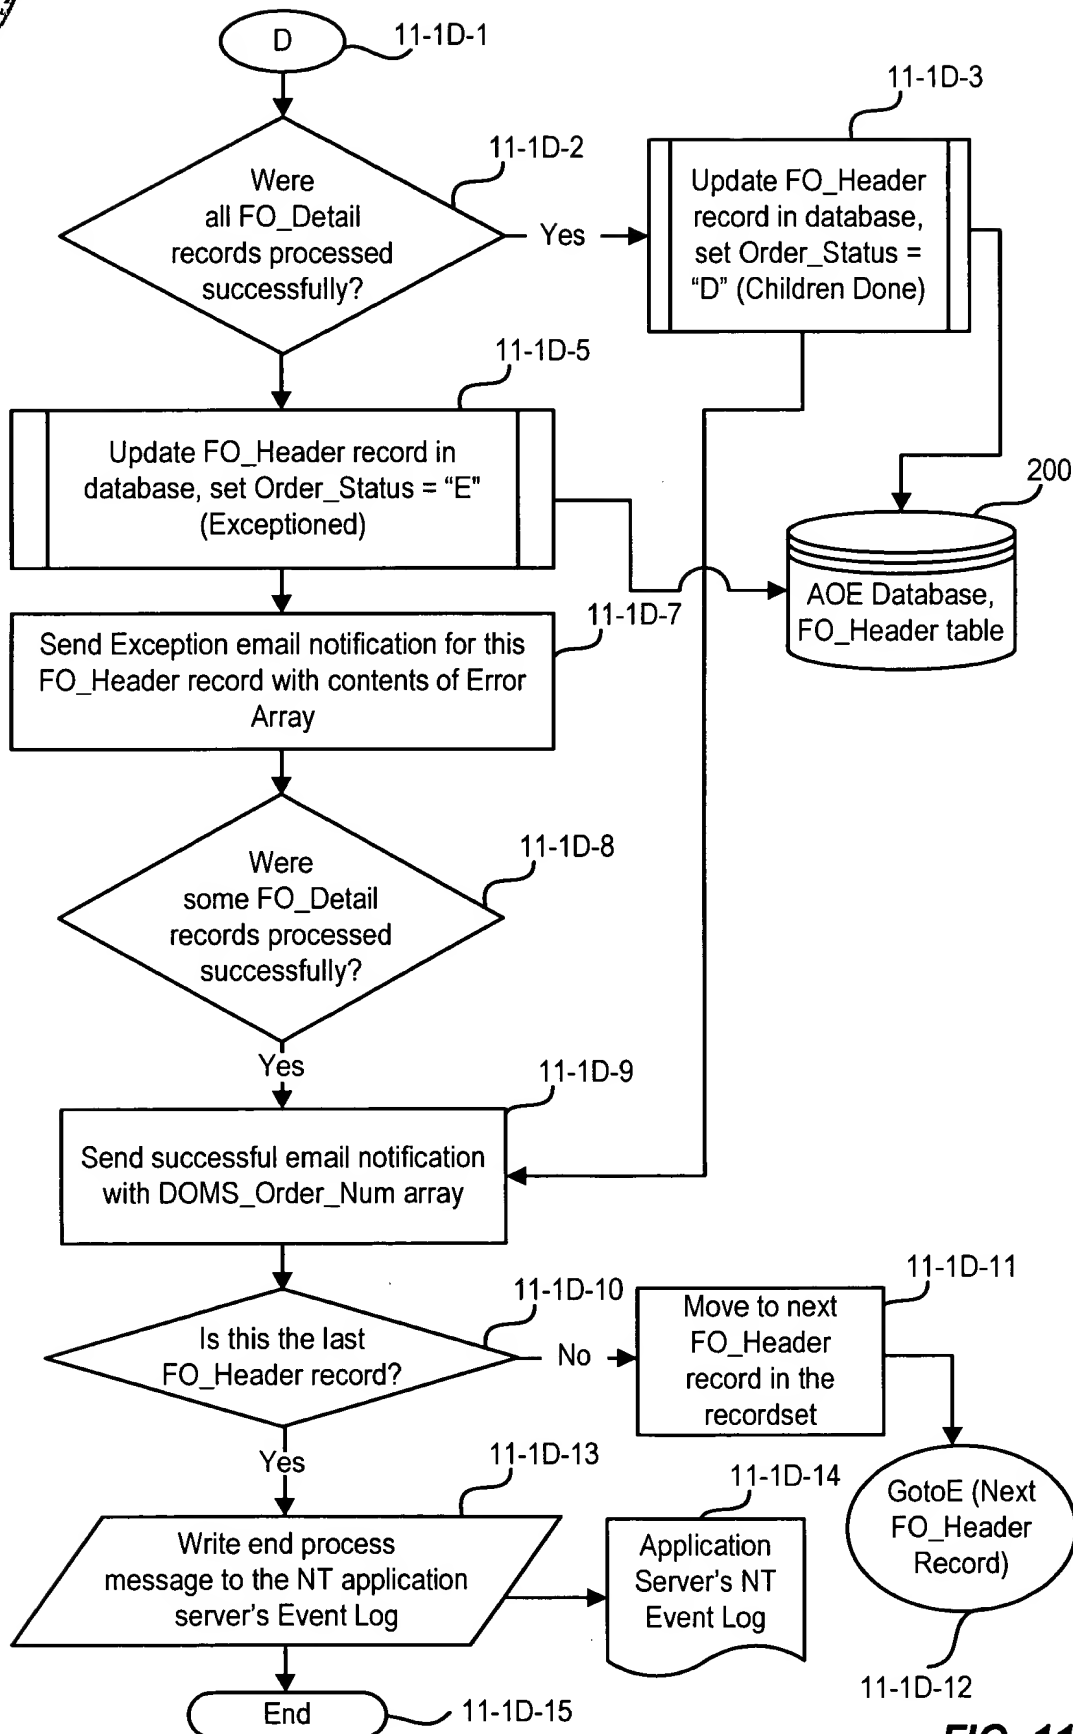 D
11-1D-1
11-1D-3
11-1D-2
Were
all FO_Detail
records processed
successfully?
Yes
Update FO_Header
record in database,
set Order_Status =
“D” (Children Done)
11-1D-5
Update FO_Header record in
database, set Order_Status = “E”
(Exceptioned)
200
AOE Database,
FO_Header table
11-1D-7
Send Exception email notification for this
FO_Header record with contents of Error
Array
11-1D-8
Were
some FO_Detail
records processed
successfully?
Yes
11-1D-9
Send successful email notification
with DOMS_Order_Num array
11-1D-10
Is this the last
FO_Header record?
No
11-1D-11
Move to next
FO_Header
record in the
recordset
Yes
11-1D-13
Write end process
message to the NT application
server's Event Log
11-1D-14
Application
Server's NT
Event Log
GotoE (Next
FO_Header
Record)
11-1D-12
End
11-1D-15